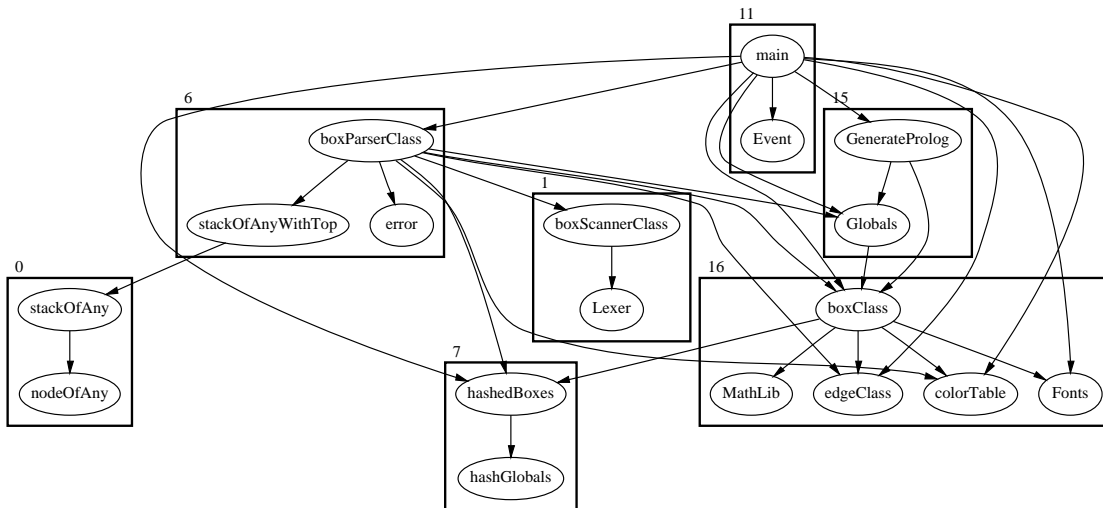 11
main
6
15
boxParserClass
Event
GenerateProlog
1
stackOfAnyWithTop
error
boxScannerClass
Globals
0
16
stackOfAny
Lexer
boxClass
7
nodeOfAny
hashedBoxes
MathLib
edgeClass
colorTable
Fonts
hashGlobals